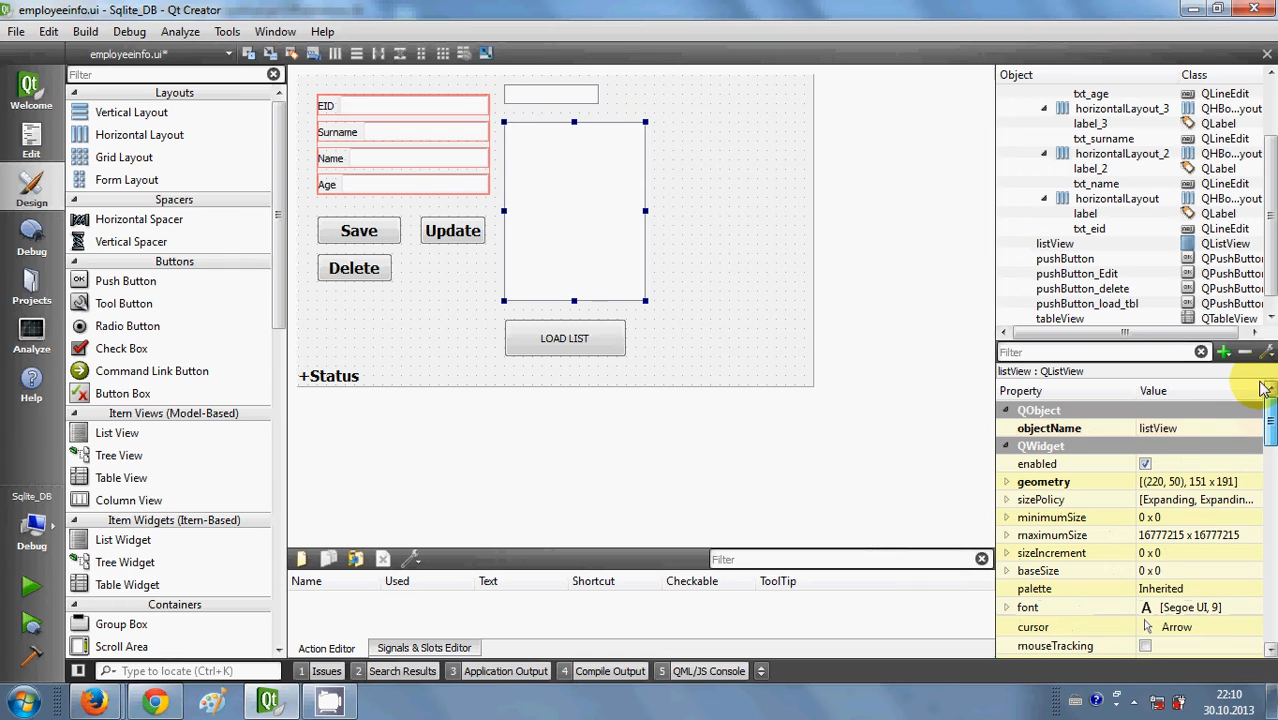 employeeinfo.ui - Sqlite_DB - Qt Creator
File Edit Build Debug Analyze Tools Window Help
employeeinfo.ui*
Welcome
Edit
Design
Debug
Projects
Analyze
Help
Sqlite_DB
Debug
Filter
Layouts
Vertical Layout
Horizontal Layout
Grid Layout
Form Layout
Spacers
Horizontal Spacer
Vertical Spacer
Buttons
Push Button
Tool Button
Radio Button
Check Box
Command Link Button
Button Box
Item Views (Model-Based)
List View
Tree View
Table View
Column View
Item Widgets (Item-Based)
List Widget
Tree Widget
Table Widget
Containers
Group Box
Scroll Area
EID
Surname
Name
Age
Save Update
Delete
LOAD LIST
+Status
Filter
Name Used Text Shortcut Checkable ToolTip
Action Editor Signals & Slots Editor
Object Class
txt_age QLineEdit
horizontalLayout_3 QHBo...yout
label_3 QLabel
txt_surname QLineEdit
horizontalLayout_2 QHBo...yout
label_2 QLabel
txt_name QLineEdit
horizontalLayout QHBo...yout
label QLabel
txt_eid QLineEdit
listView QListView
pushButton QPushButton
pushButton_Edit QPushButton
pushButton_delete QPushButton
pushButton_load_tbl QPushButton
tableView QTableView
Filter
listView : QListView
Property Value
QObject
objectName listView
QWidget
enabled
geometry [(220, 50), 151 x 191]
sizePolicy [Expanding, Expandin...
minimumSize 0 x 0
maximumSize 16777215 x 16777215
sizeIncrement 0 x 0
baseSize 0 x 0
palette Inherited
font A [Segoe UI, 9]
cursor Arrow
mouseTracking
Type to locate (Ctrl+K) 1 Issues 2 Search Results 3 Application Output 4 Compile Output 5 QML/JS Console
22:10
30.10.2013